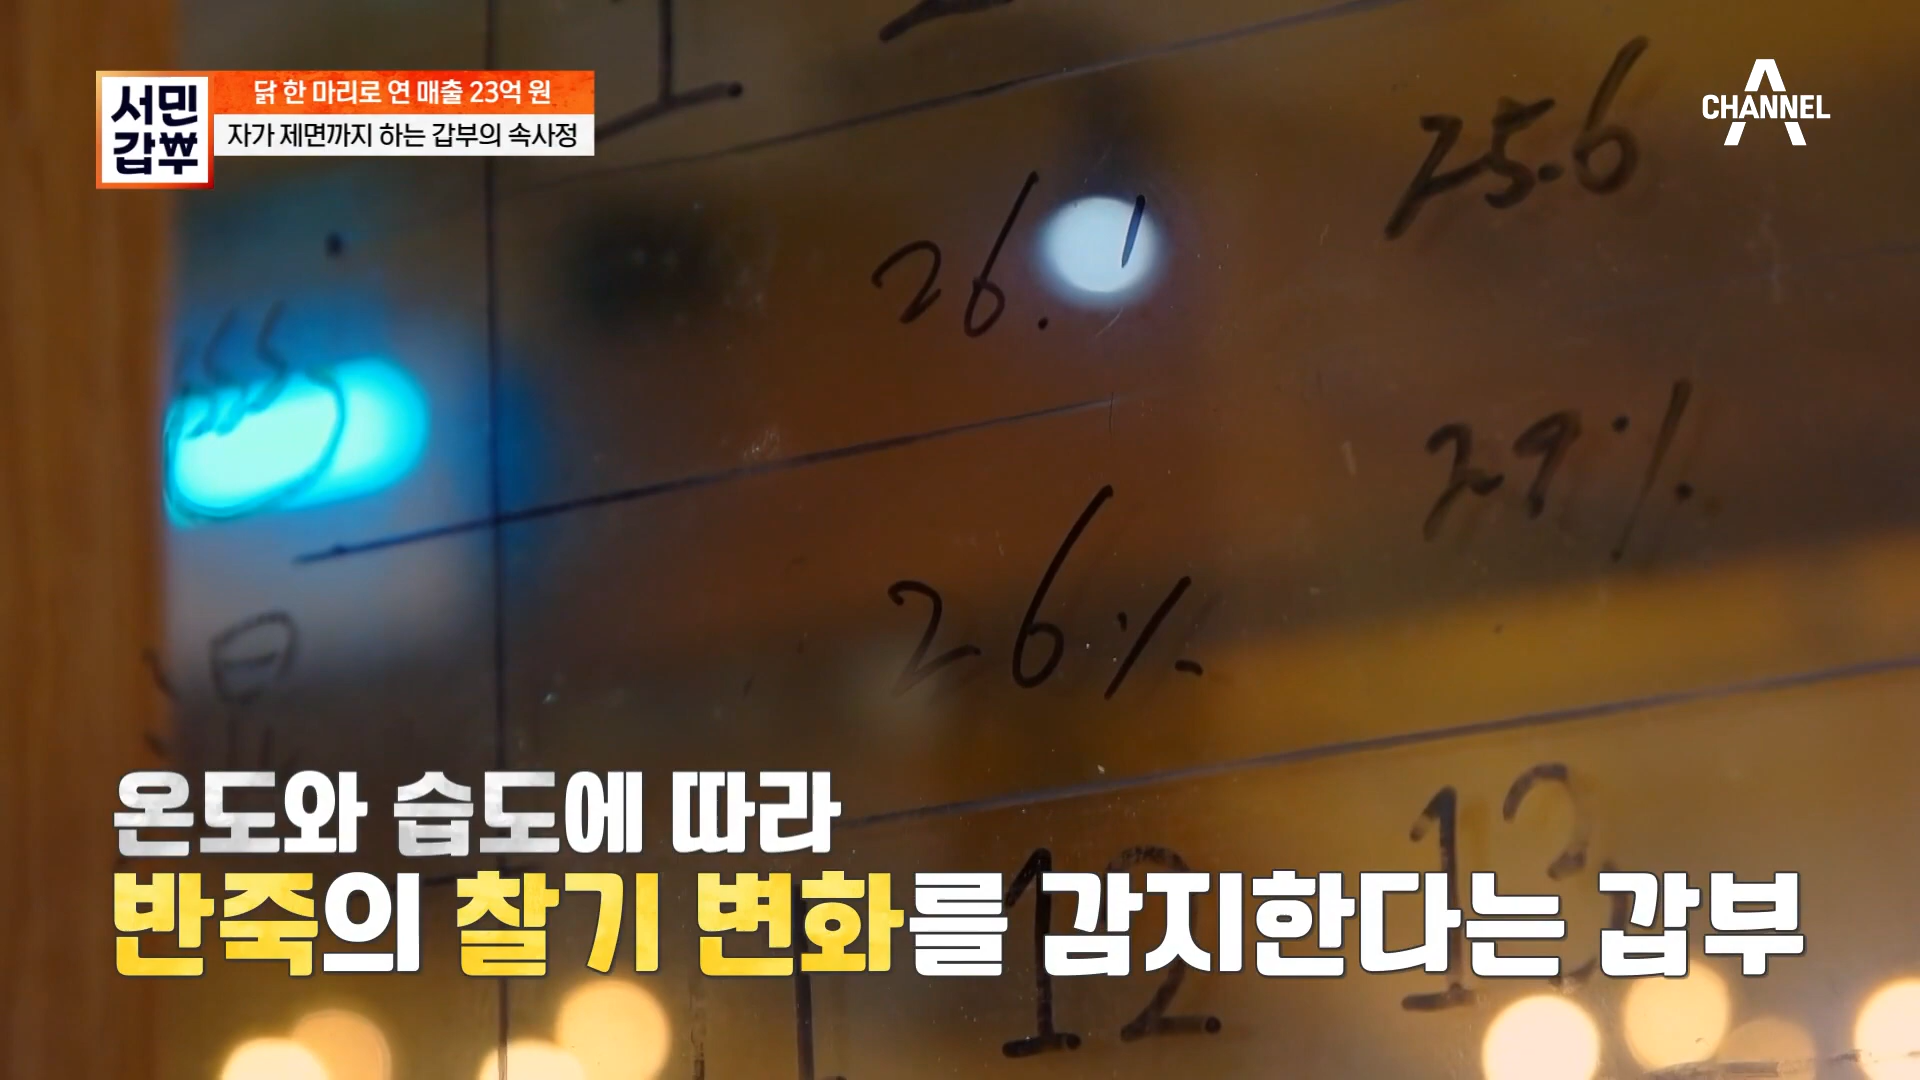 서민
갑부
닭 한 마리로 연 매출 23억 원
자가 제면까지 하는 갑부의 속사정
CHANNEL A
26.1
25.6
26%
29%
12
13
온도와 습도에 따라
반죽의 찰기 변화를 감지한다는 갑부